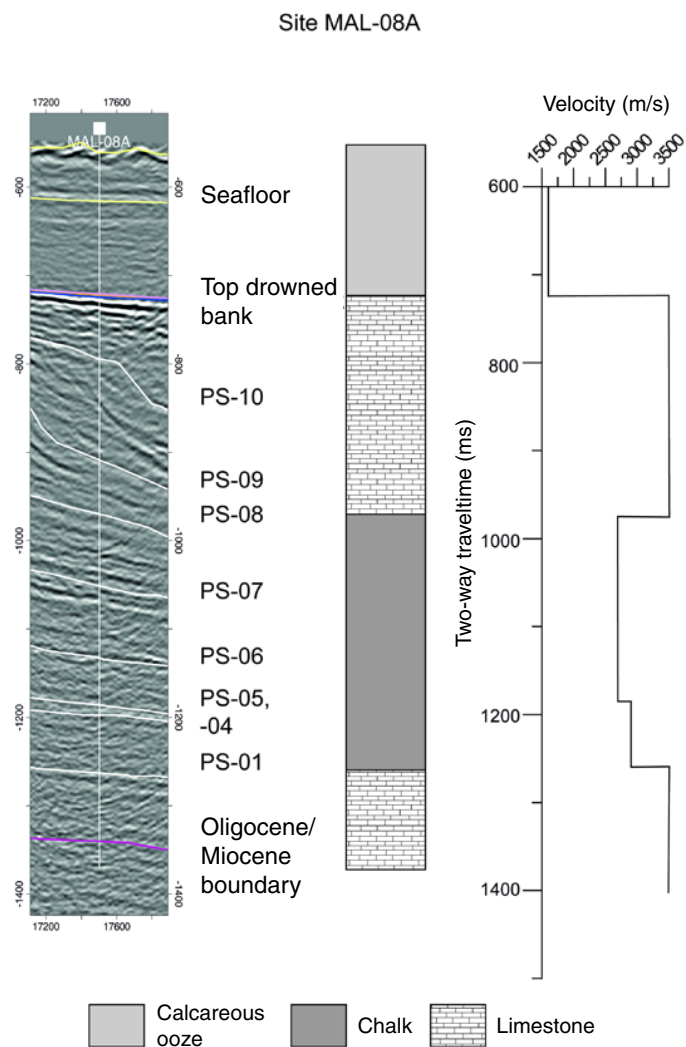 Site MAL-08A
17200 17600
MAL-08A
-600 -600
-800 -800
-1000 -1000
-1200 -1200
-1400 -1400
17200 17600
Seafloor
Top drowned
bank
PS-10
PS-09
PS-08
PS-07
PS-06
PS-05,
-04
PS-01
Oligocene/
Miocene
boundary
Velocity (m/s)
1500 2000 2500 3000 3500
600
800
1000
1200
1400
Two-way traveltime (ms)
Calcareous
ooze
Chalk
Limestone